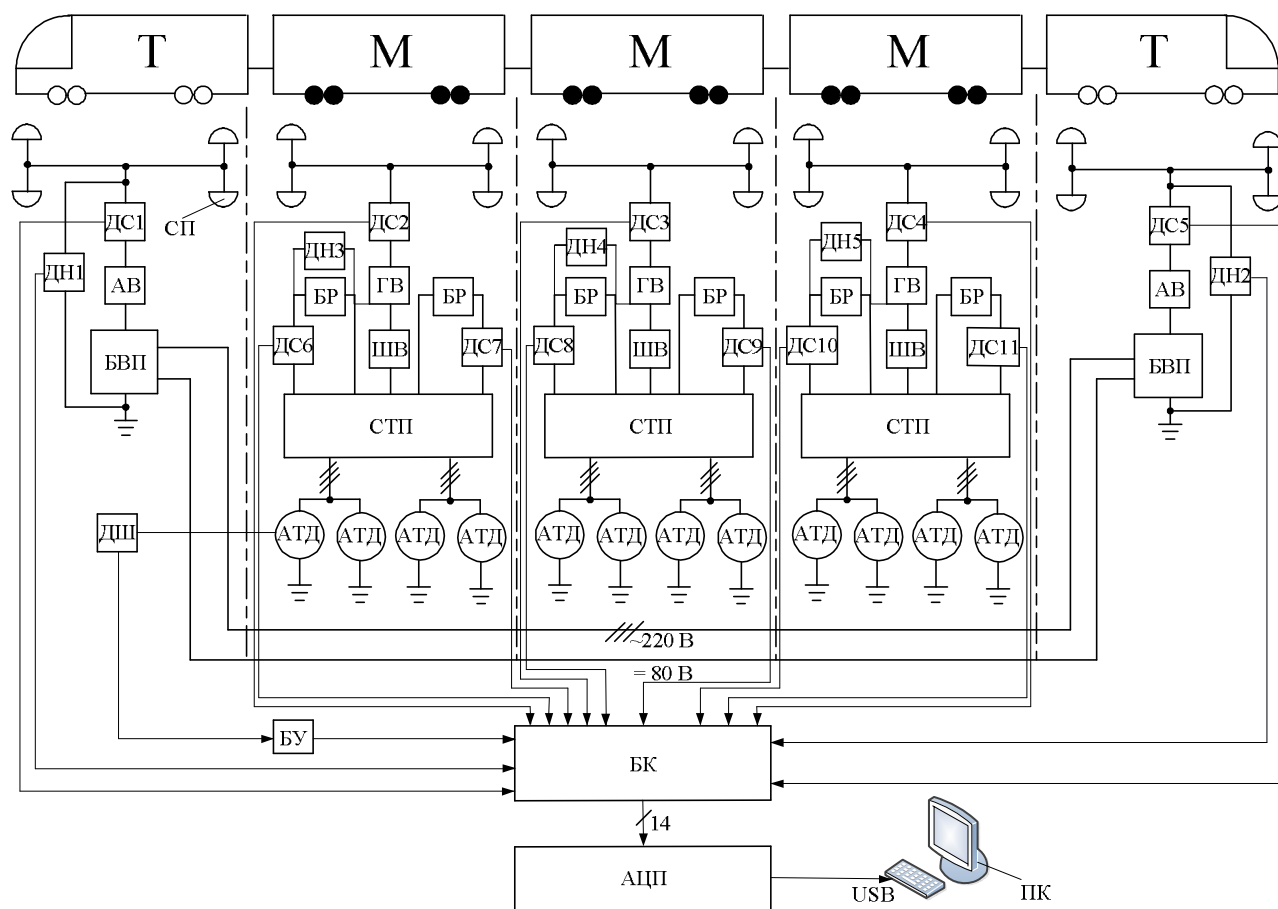 Т
М
М
М
Т
СП
ДС1
ДС2
ДС3
ДС4
ДС5
ДН1
ДН3
ДН4
ДН5
ДН2
АВ
БР
ГВ
БР
БР
ГВ
БР
БР
ГВ
БР
АВ
ДС6
ШВ
ДС7
ДС8
ШВ
ДС9
ДС10
ШВ
ДС11
БВП
БВП
СТП
СТП
СТП
ДШ
АТД
АТД
АТД
АТД
АТД
АТД
АТД
АТД
АТД
АТД
АТД
АТД
~220 В
= 80 В
БУ
БК
14
АЦП
USB
ПК